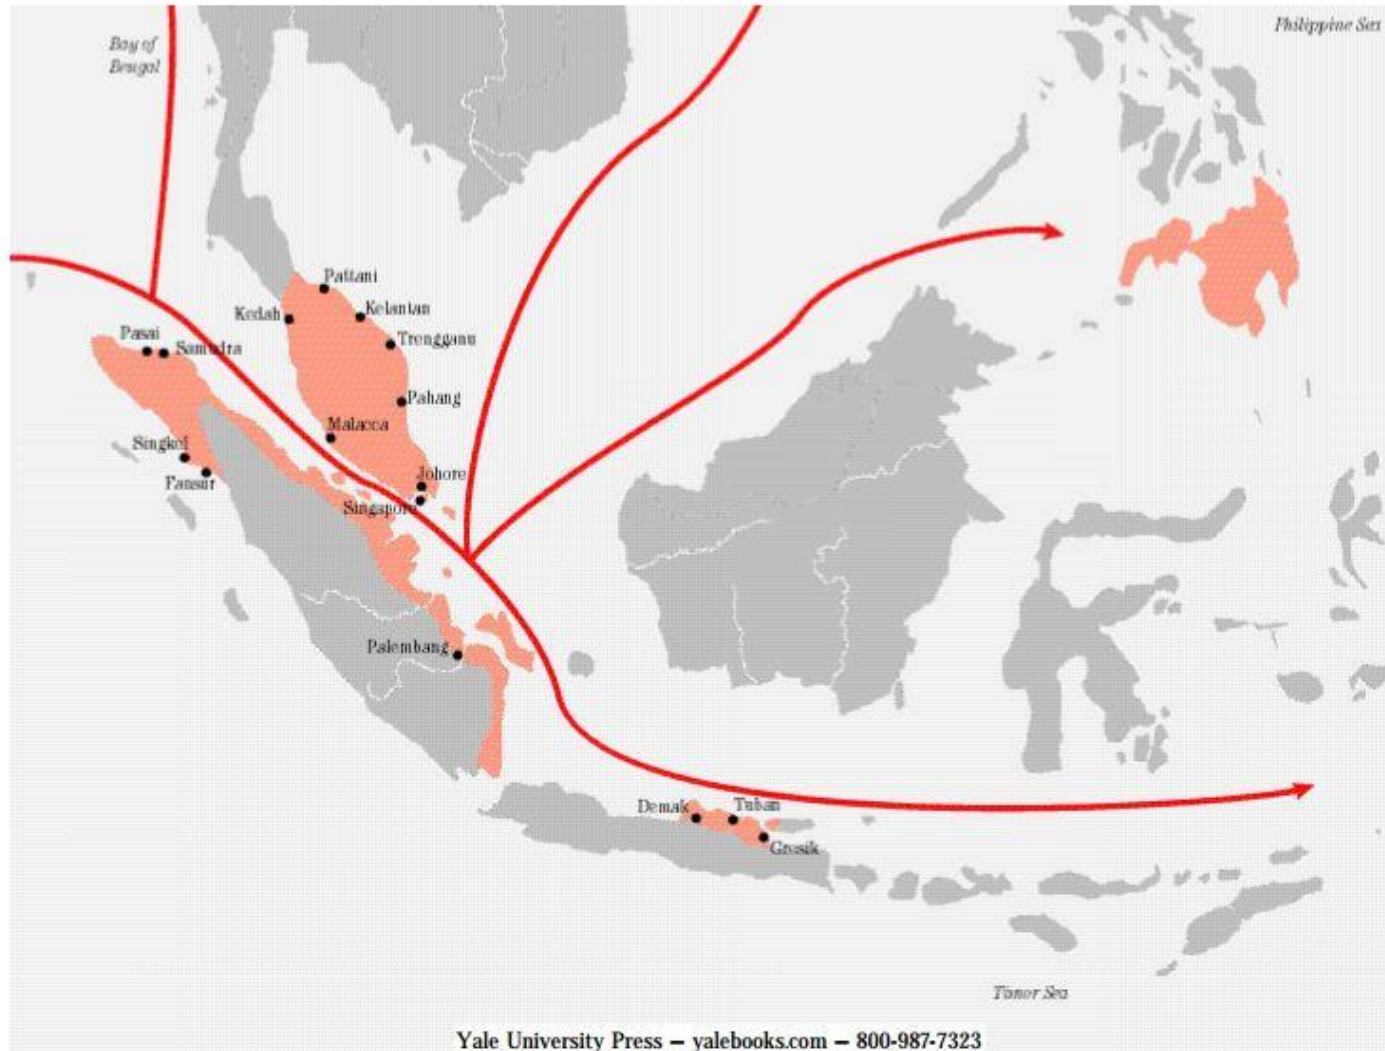 Philippine Sea
Bay of
Bengal
Pattani
Kedah
Kelantan
Pasai
Samudra
Trengganu
Pahang
Malacca
Singkel
Fansur
Johore
Singapore
Palembang
Demak
Tuban
Gresik
Timor Sea
Yale University Press – yalebooks.com – 800-987-7323